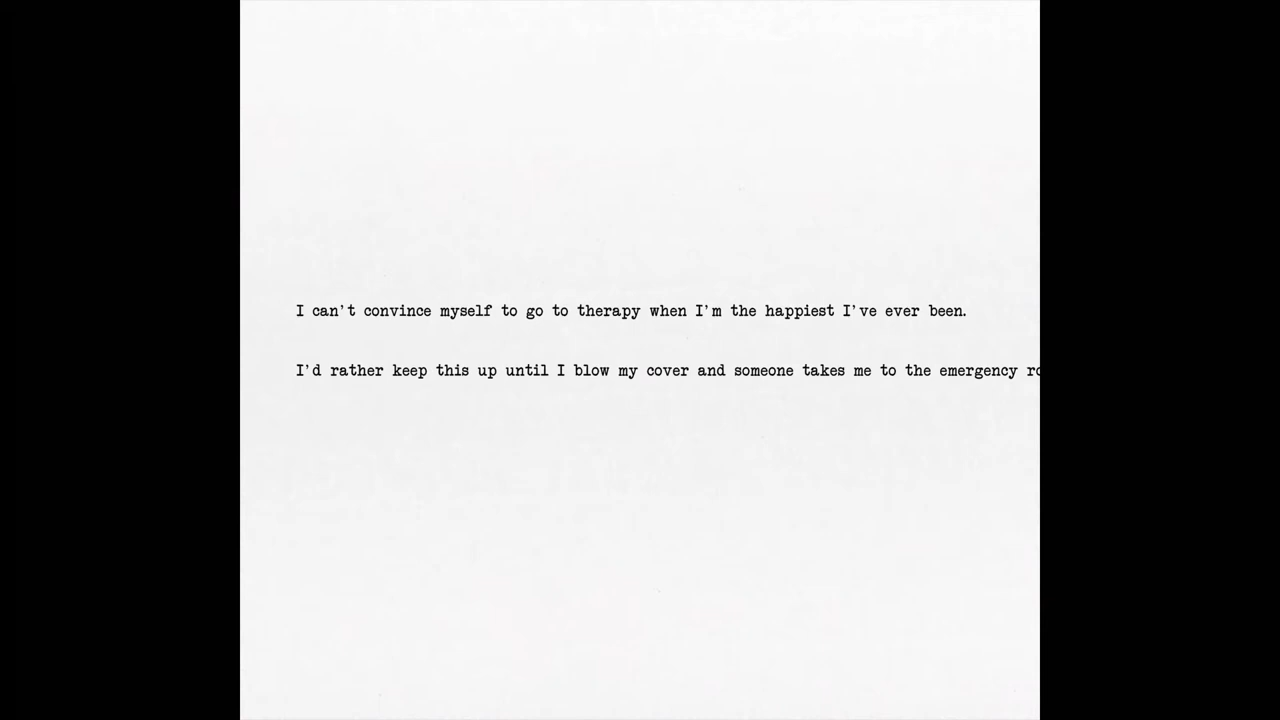 I can't convince myself to go to therapy when I'm the happiest I've ever been.
I'd rather keep this up until I blow my cover and someone takes me to the emergency